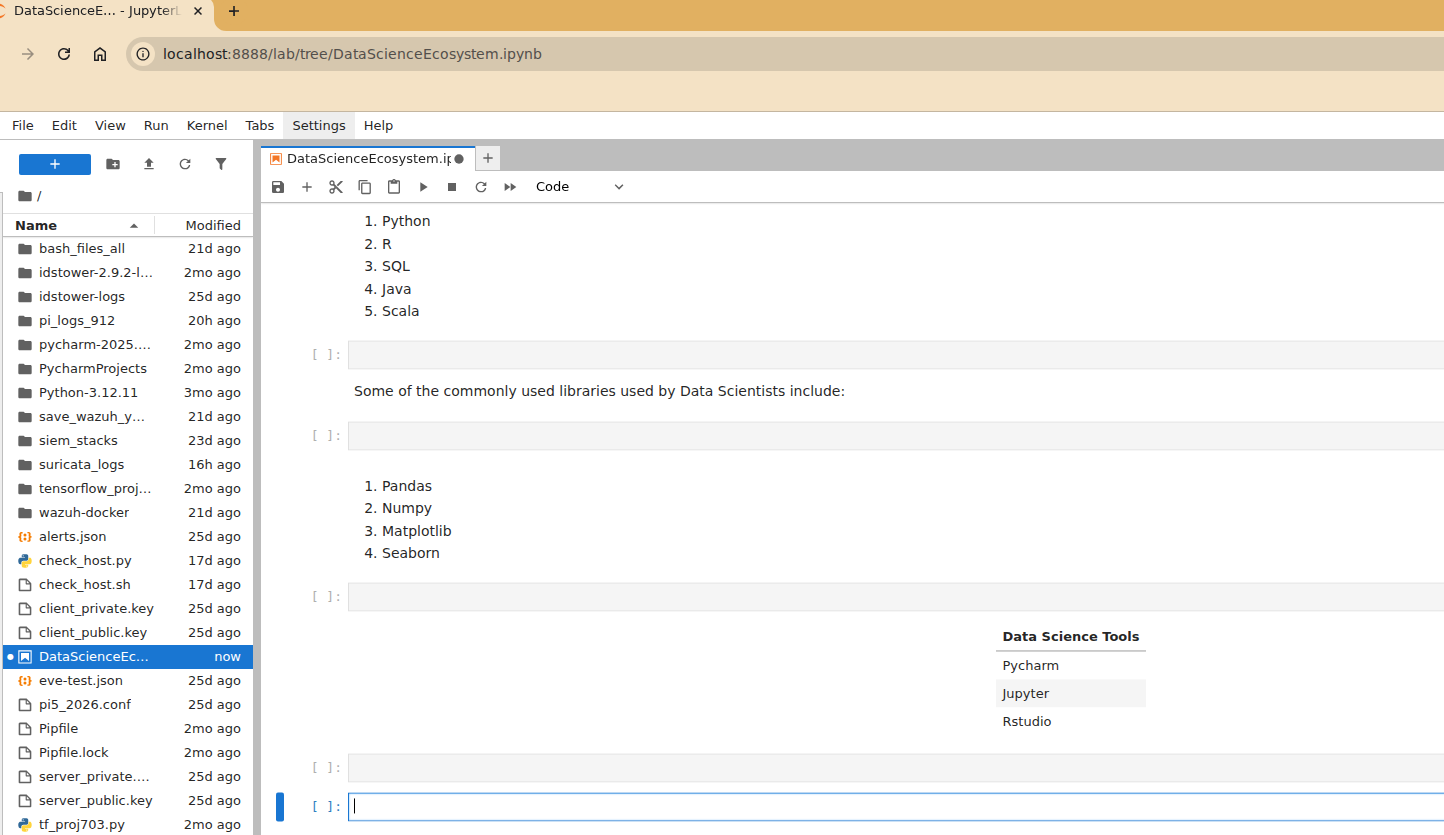 DataScienceE... - JupyterL
localhost:8888/lab/tree/DataScienceEcosystem.ipynb
File Edit View Run Kernel Tabs Settings Help
DataScienceEcosystem.ip
/
Code
Name Modified
bash_files_all 21d ago
idstower-2.9.2-l... 2mo ago
idstower-logs 25d ago
pi_logs_912 20h ago
pycharm-2025.... 2mo ago
PycharmProjects 2mo ago
Python-3.12.11 3mo ago
save_wazuh_y... 21d ago
siem_stacks 23d ago
suricata_logs 16h ago
tensorflow_proj... 2mo ago
wazuh-docker 21d ago
alerts.json 25d ago
check_host.py 17d ago
check_host.sh 17d ago
client_private.key 25d ago
client_public.key 25d ago
DataScienceEc... now
eve-test.json 25d ago
pi5_2026.conf 25d ago
Pipfile 2mo ago
Pipfile.lock 2mo ago
server_private.... 25d ago
server_public.key 25d ago
tf_proj703.py 2mo ago
1. Python
2. R
3. SQL
4. Java
5. Scala
[ ]:
Some of the commonly used libraries used by Data Scientists include:
[ ]:
1. Pandas
2. Numpy
3. Matplotlib
4. Seaborn
[ ]:
Data Science Tools
Pycharm
Jupyter
Rstudio
[ ]:
[ ]: